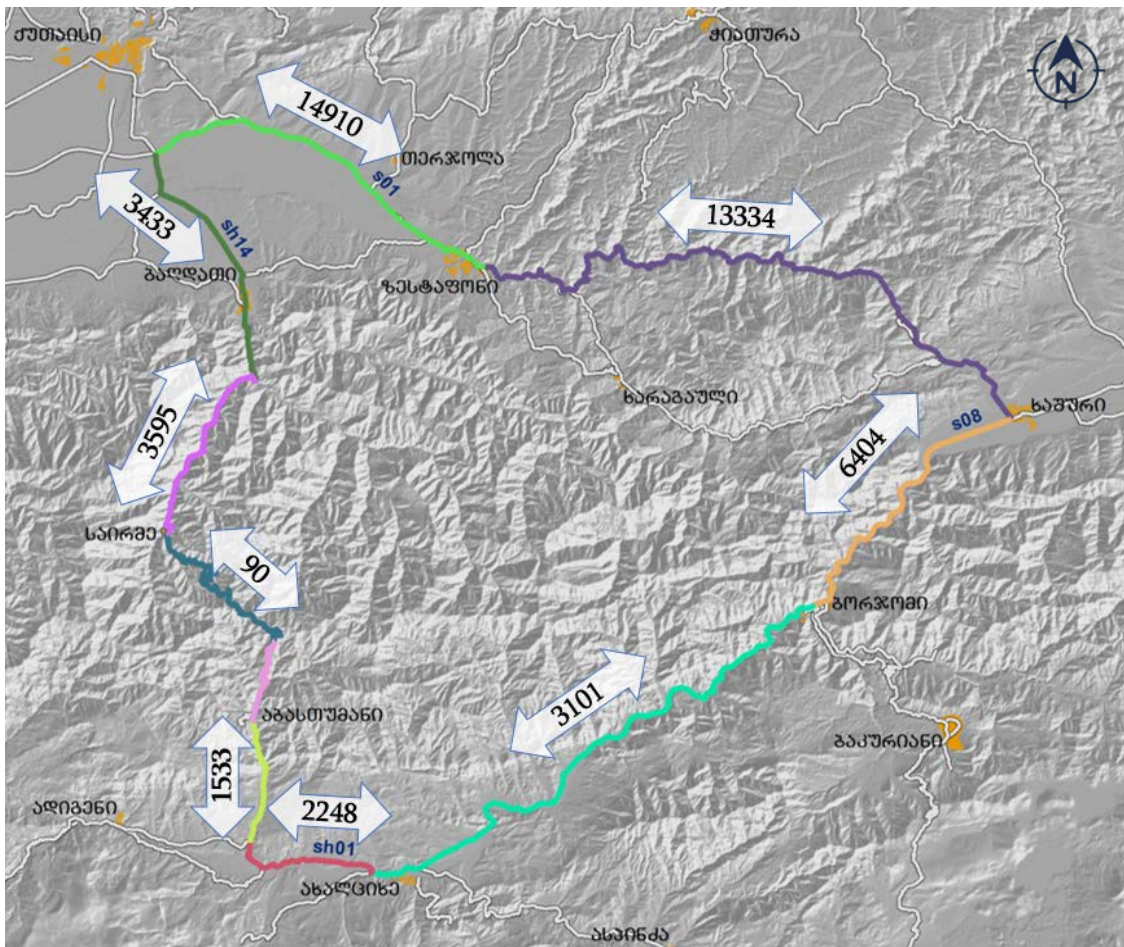 ქუთაისი
ჭიათურა
N
14910
თერჯოლა
s01
13334
3433
sh14
ბაღდათი
ზესტაფონი
ხარაგაული
ხაშური
s08
3595
6404
საირმე
90
ბორჯომი
3101
აბასთუმანი
ბაკურიანი
1533
2248
ადიგენი
sh01
ახალციხე
ასპინძა